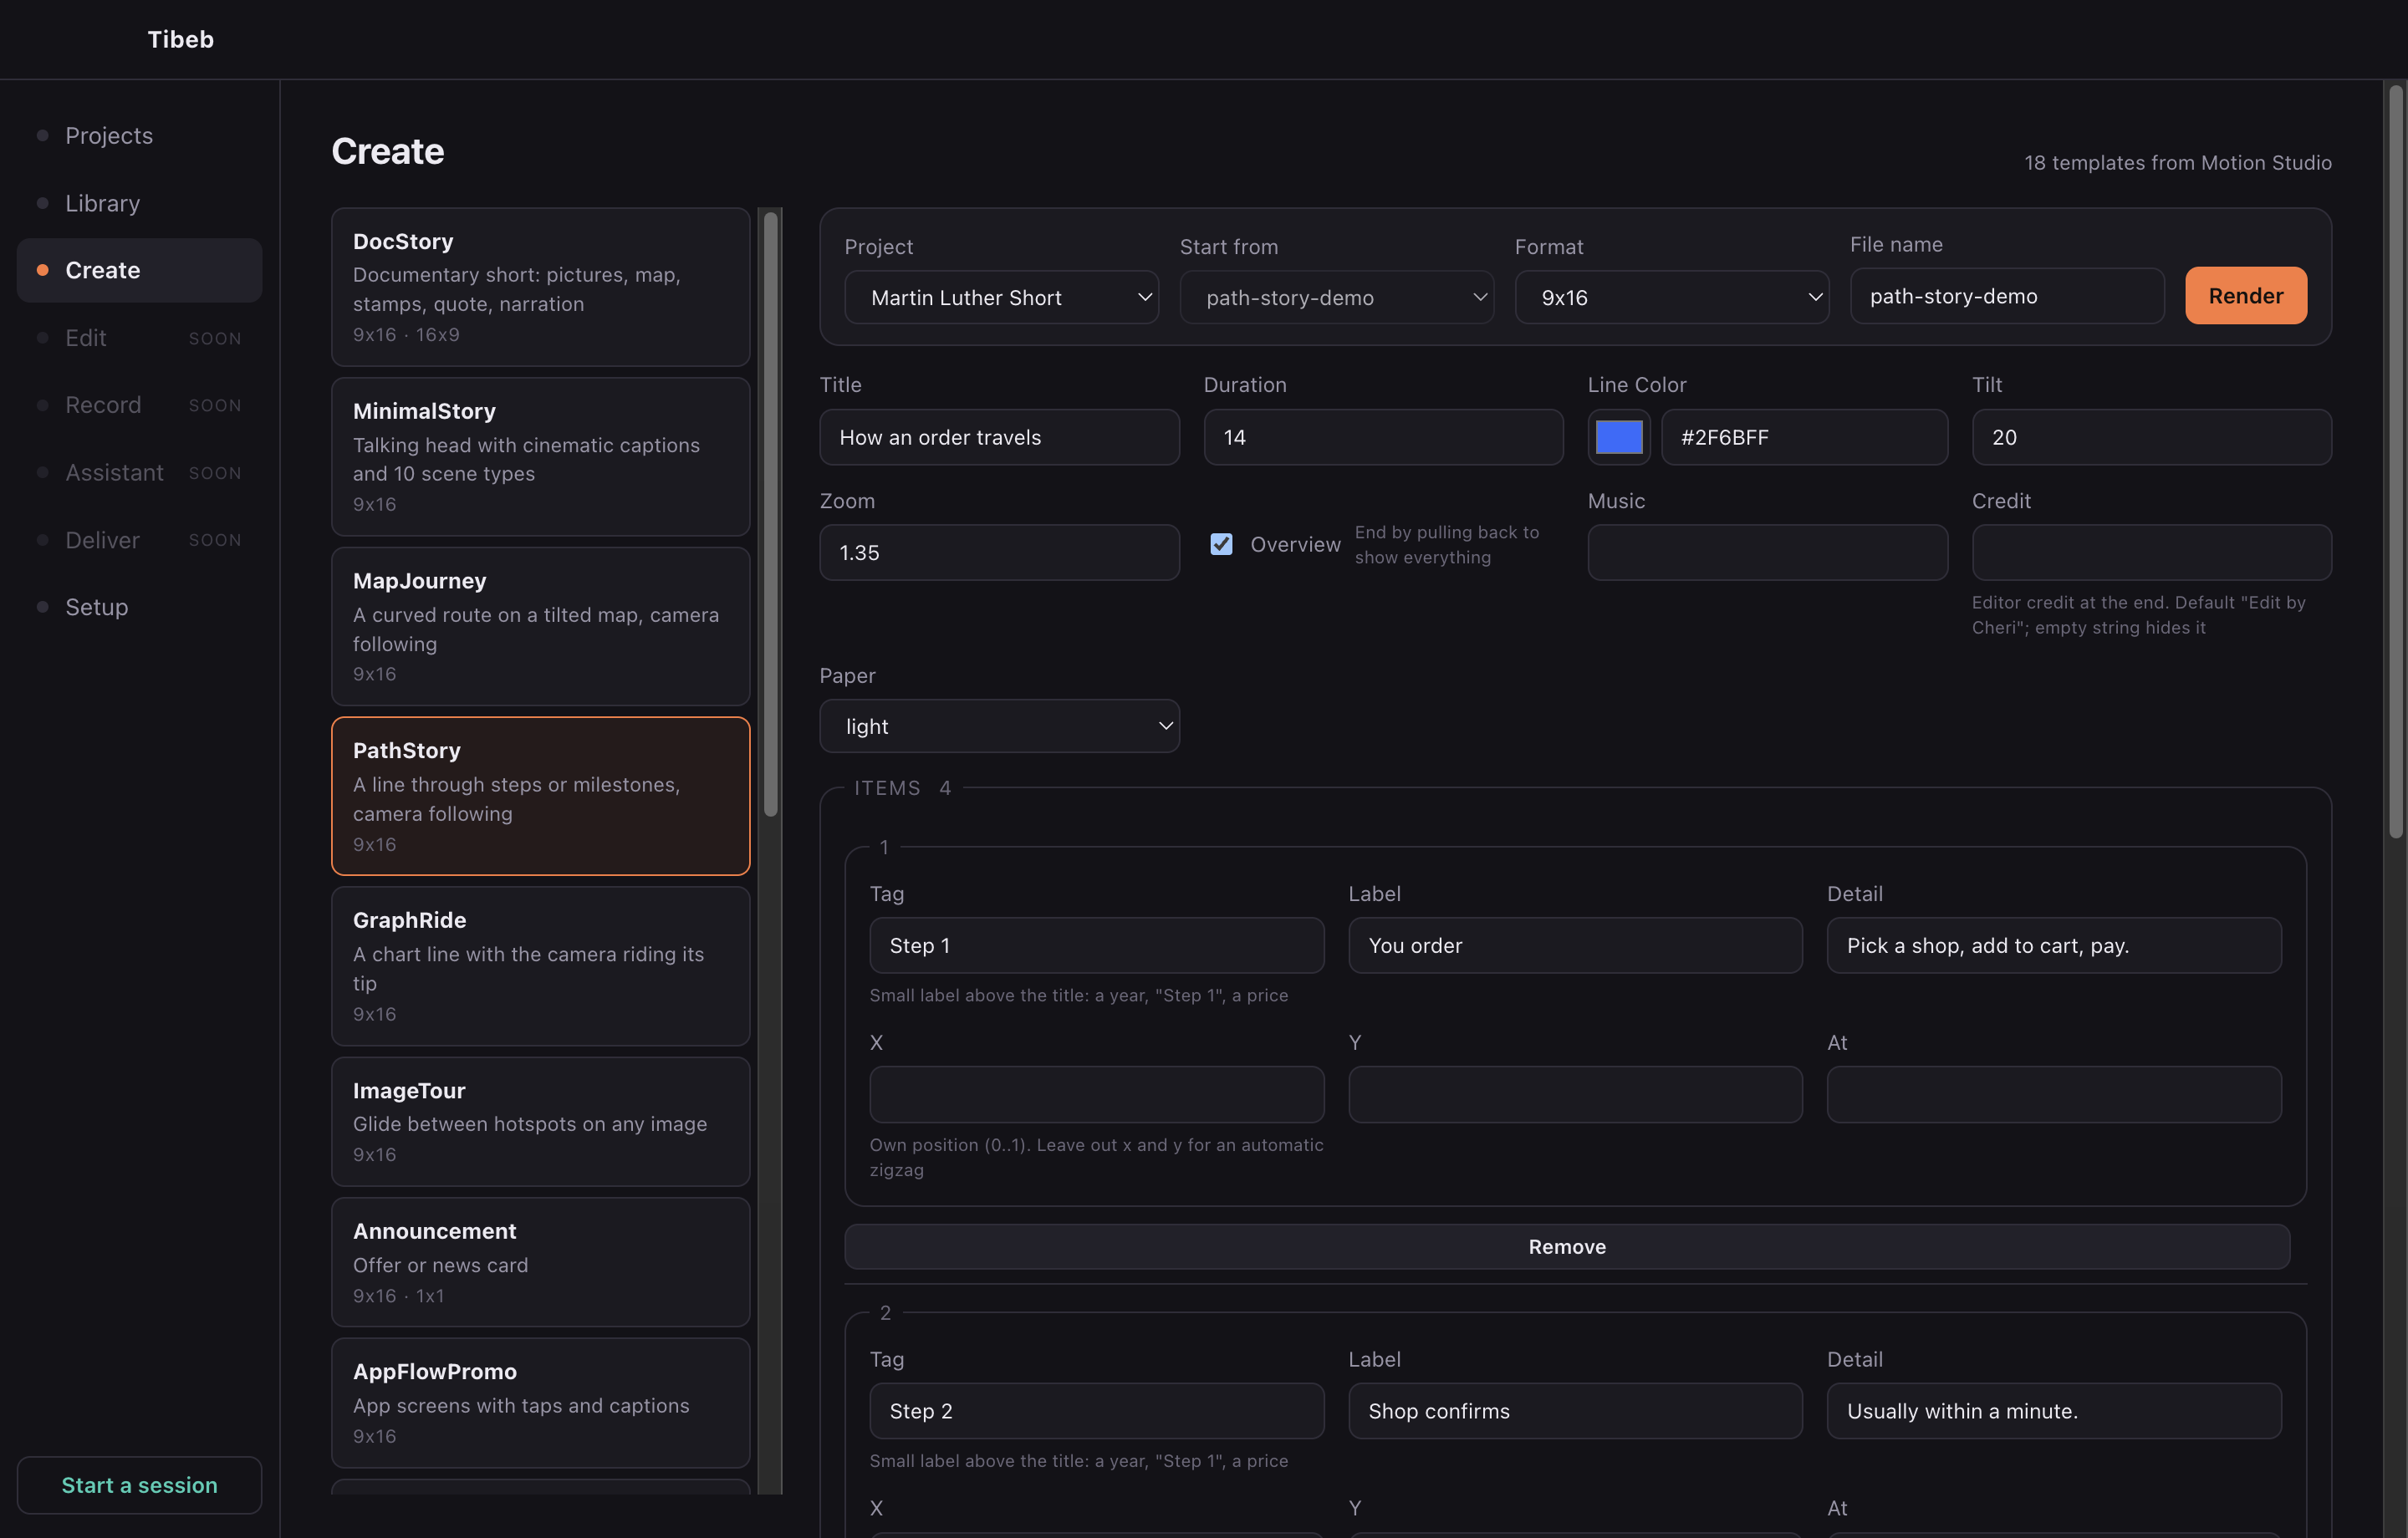 Tibeb
Projects
Library
Create
Edit SOON
Record SOON
Assistant SOON
Deliver SOON
Setup
Start a session
Create
18 templates from Motion Studio
DocStory
Documentary short: pictures, map,
stamps, quote, narration
9x16 · 16x9
MinimalStory
Talking head with cinematic captions
and 10 scene types
9x16
MapJourney
A curved route on a tilted map, camera
following
9x16
PathStory
A line through steps or milestones,
camera following
9x16
GraphRide
A chart line with the camera riding its
tip
9x16
ImageTour
Glide between hotspots on any image
9x16
Announcement
Offer or news card
9x16 · 1x1
AppFlowPromo
App screens with taps and captions
9x16
Project Start from Format File name
Martin Luther Short path-story-demo 9x16 path-story-demo Render
Title Duration Line Color Tilt
How an order travels 14 #2F6BFF 20
Zoom Music Credit
1.35 Overview End by pulling back to
show everything
Editor credit at the end. Default "Edit by
Cheri"; empty string hides it
Paper
light
ITEMS 4
1
Tag Label Detail
Step 1 You order Pick a shop, add to cart, pay.
Small label above the title: a year, "Step 1", a price
X Y At
Own position (0..1). Leave out x and y for an automatic
zigzag
Remove
2
Tag Label Detail
Step 2 Shop confirms Usually within a minute.
Small label above the title: a year, "Step 1", a price
X Y At